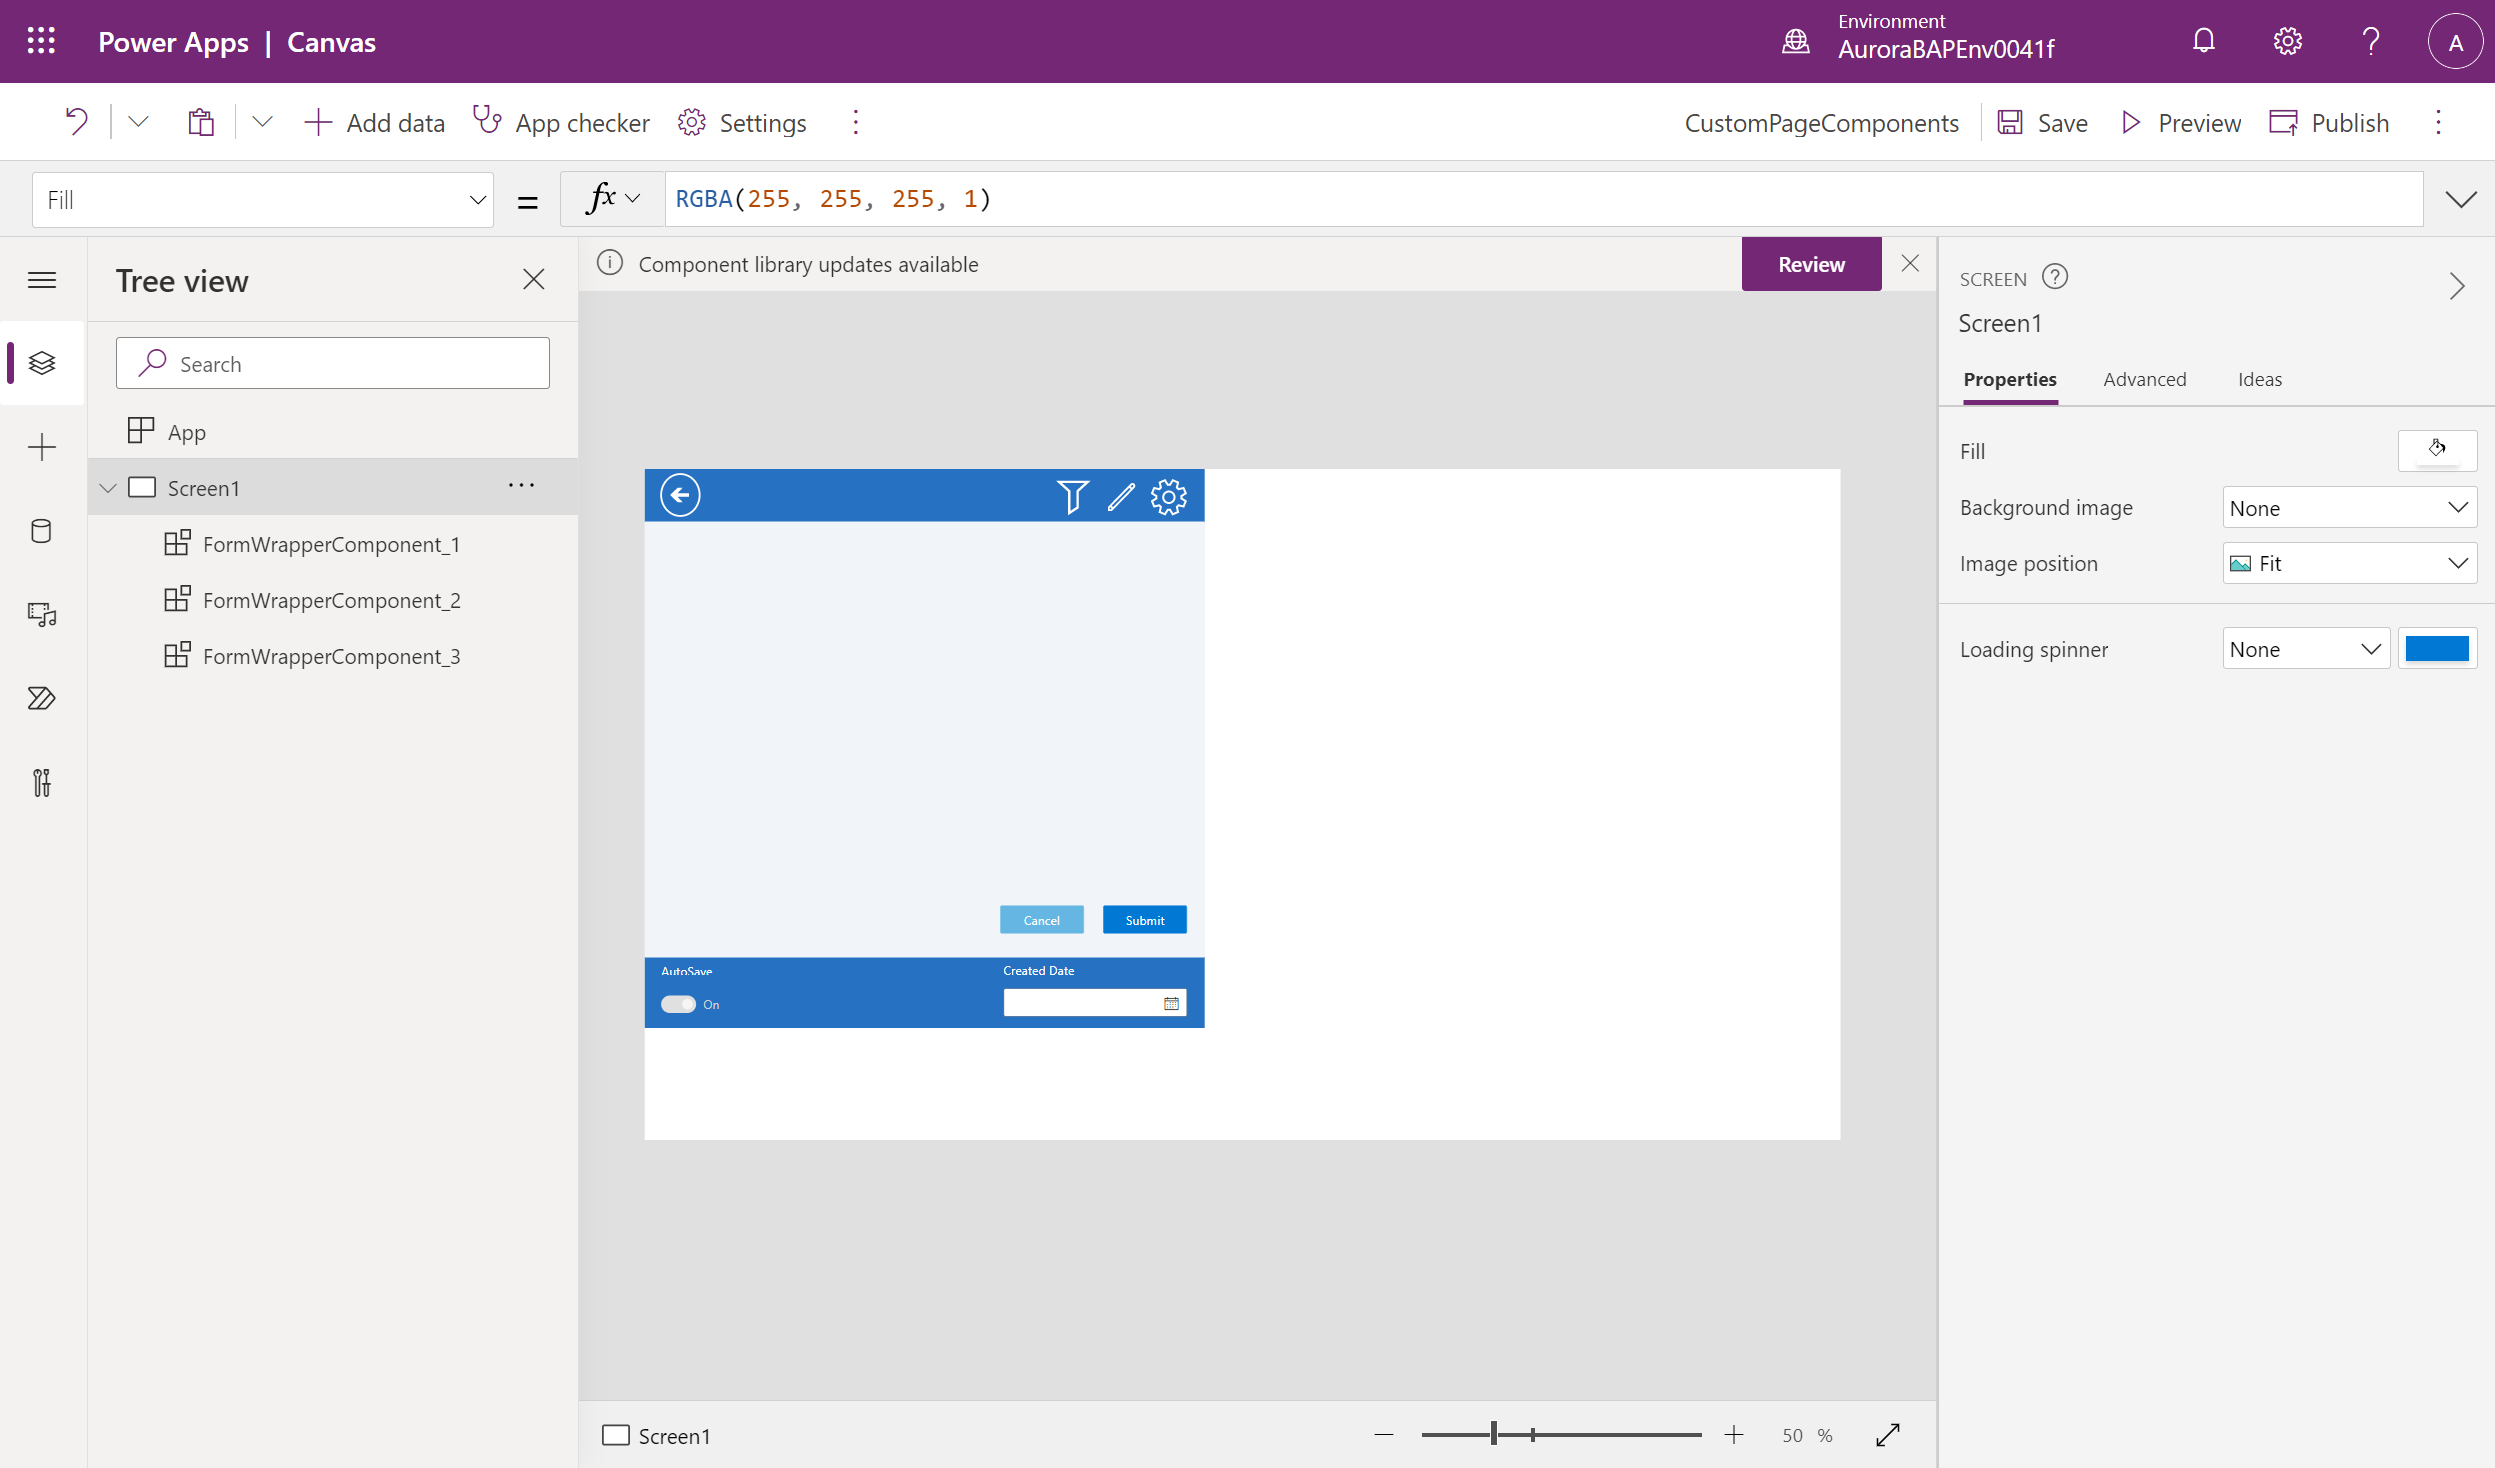 Power Apps | Canvas
Environment
AuroraBAPEnv0041f
A
Add data
App checker
Settings
CustomPageComponents
Save
Preview
Publish
Fill
=
fx
RGBA(255, 255, 255, 1)
Tree view
Search
App
Screen1
FormWrapperComponent_1
FormWrapperComponent_2
FormWrapperComponent_3
Component library updates available
Review
Cancel
Submit
AutoSave
Created Date
On
Screen1
50 %
SCREEN
Screen1
Properties
Advanced
Ideas
Fill
Background image
None
Image position
Fit
Loading spinner
None